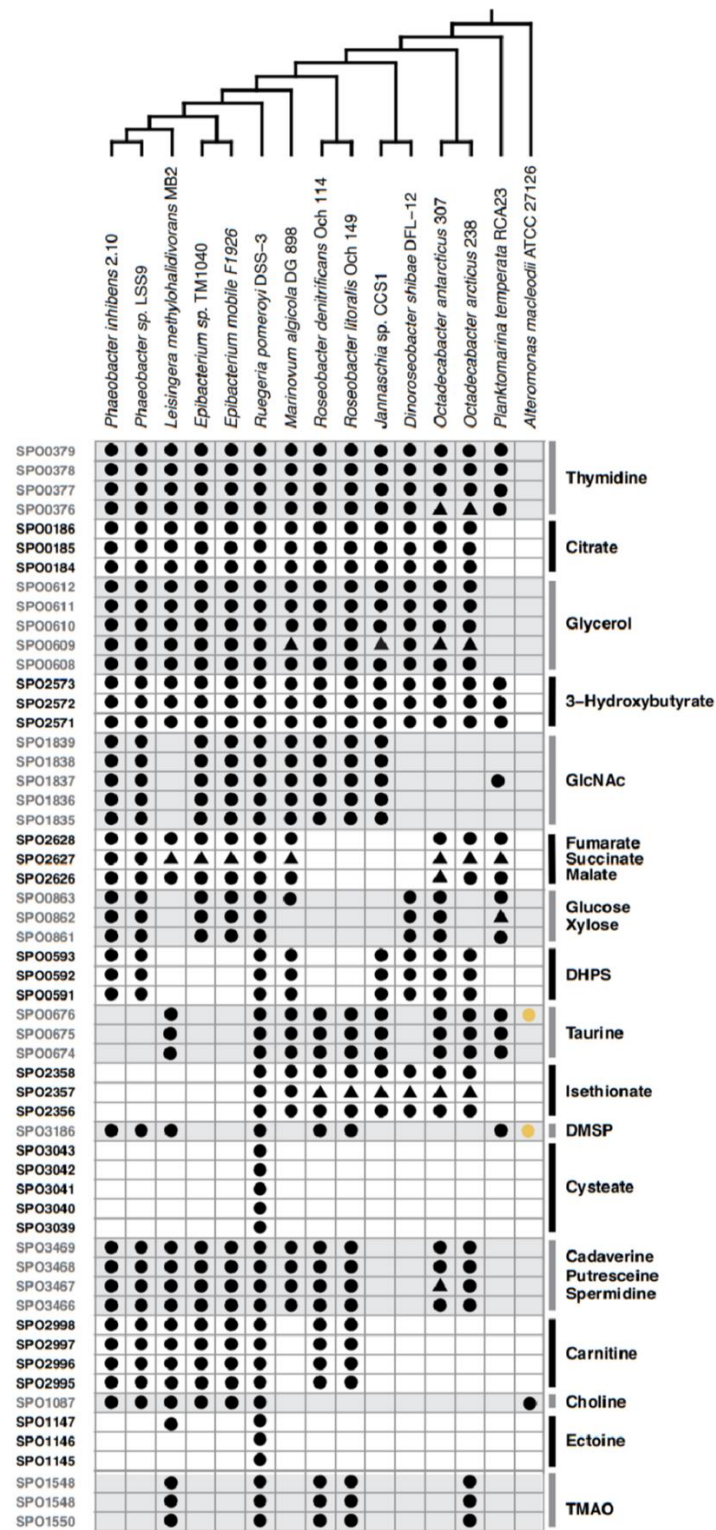 Phaeobacter inhibens 2.10
Phaeobacter sp. LSS9
Leisingera methylohalidivorans MB2
Epibacterium sp. TM1040
Epibacterium mobile F1926
Ruegeria pomeroyi DSS-3
Marinovum algicola DG 898
Roseobacter denitrificans Och 114
Roseobacter litoralis Och 149
Jannaschia sp. CCS1
Dinoroseobacter shibae DFL-12
Octadecabacter antarcticus 307
Octadecabacter arcticus 238
Planktomarina temperata RCA23
Alteromonas macleodii ATCC 27126
SPO0379
SPO0378
SPO0377
SPO0376
Thymidine
SPO0186
SPO0185
SPO0184
Citrate
SPO0612
SPO0611
SPO0610
SPO0609
SPO0608
Glycerol
SPO2573
SPO2572
SPO2571
3-Hydroxybutyrate
SPO1839
SPO1838
SPO1837
SPO1836
SPO1835
GlcNAc
SPO2628
SPO2627
SPO2626
Fumarate
Succinate
Malate
SPO0863
SPO0862
SPO0861
Glucose
Xylose
SPO0593
SPO0592
SPO0591
DHPS
SPO0676
SPO0675
SPO0674
Taurine
SPO2358
SPO2357
SPO2356
Isethionate
SPO3186
DMSP
SPO3043
SPO3042
SPO3041
SPO3040
SPO3039
Cysteate
SPO3469
SPO3468
SPO3467
SPO3466
Cadaverine
Putresceine
Spermidine
SPO2998
SPO2997
SPO2996
SPO2995
Carnitine
SPO1087
Choline
SPO1147
SPO1146
SPO1145
Ectoine
SPO1548
SPO1548
SPO1550
TMAO